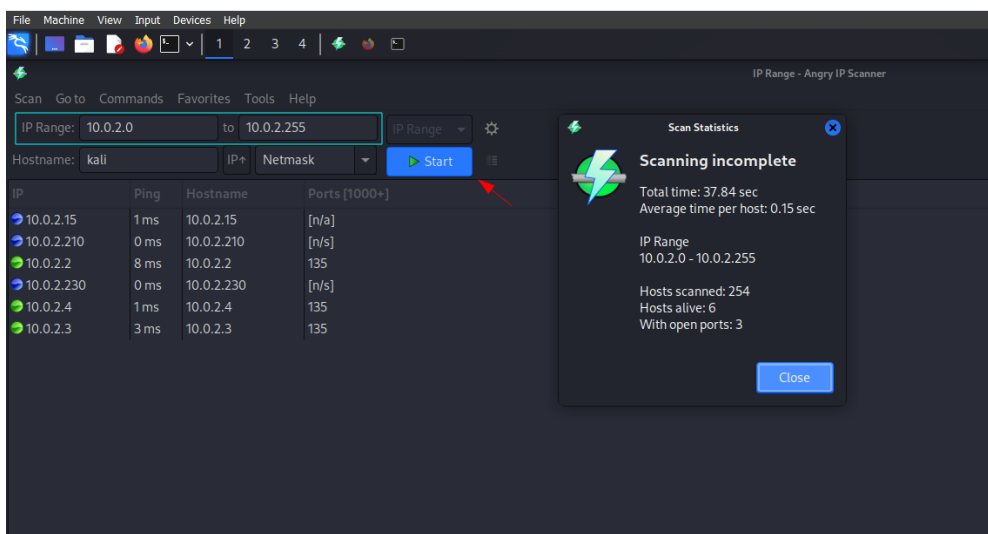 File Machine View Input Devices Help
1 2 3 4
IP Range - Angry IP Scanner
Scan Go to Commands Favorites Tools Help
IP Range: 10.0.2.0 to 10.0.2.255 IP Range
Hostname: kali IP↑ Netmask Start
IP Ping Hostname Ports [1000+]
10.0.2.15 1 ms 10.0.2.15 [n/a]
10.0.2.210 0 ms 10.0.2.210 [n/s]
10.0.2.2 8 ms 10.0.2.2 135
10.0.2.230 0 ms 10.0.2.230 [n/s]
10.0.2.4 1 ms 10.0.2.4 135
10.0.2.3 3 ms 10.0.2.3 135
Scan Statistics
Scanning incomplete
Total time: 37.84 sec
Average time per host: 0.15 sec
IP Range
10.0.2.0 - 10.0.2.255
Hosts scanned: 254
Hosts alive: 6
With open ports: 3
Close